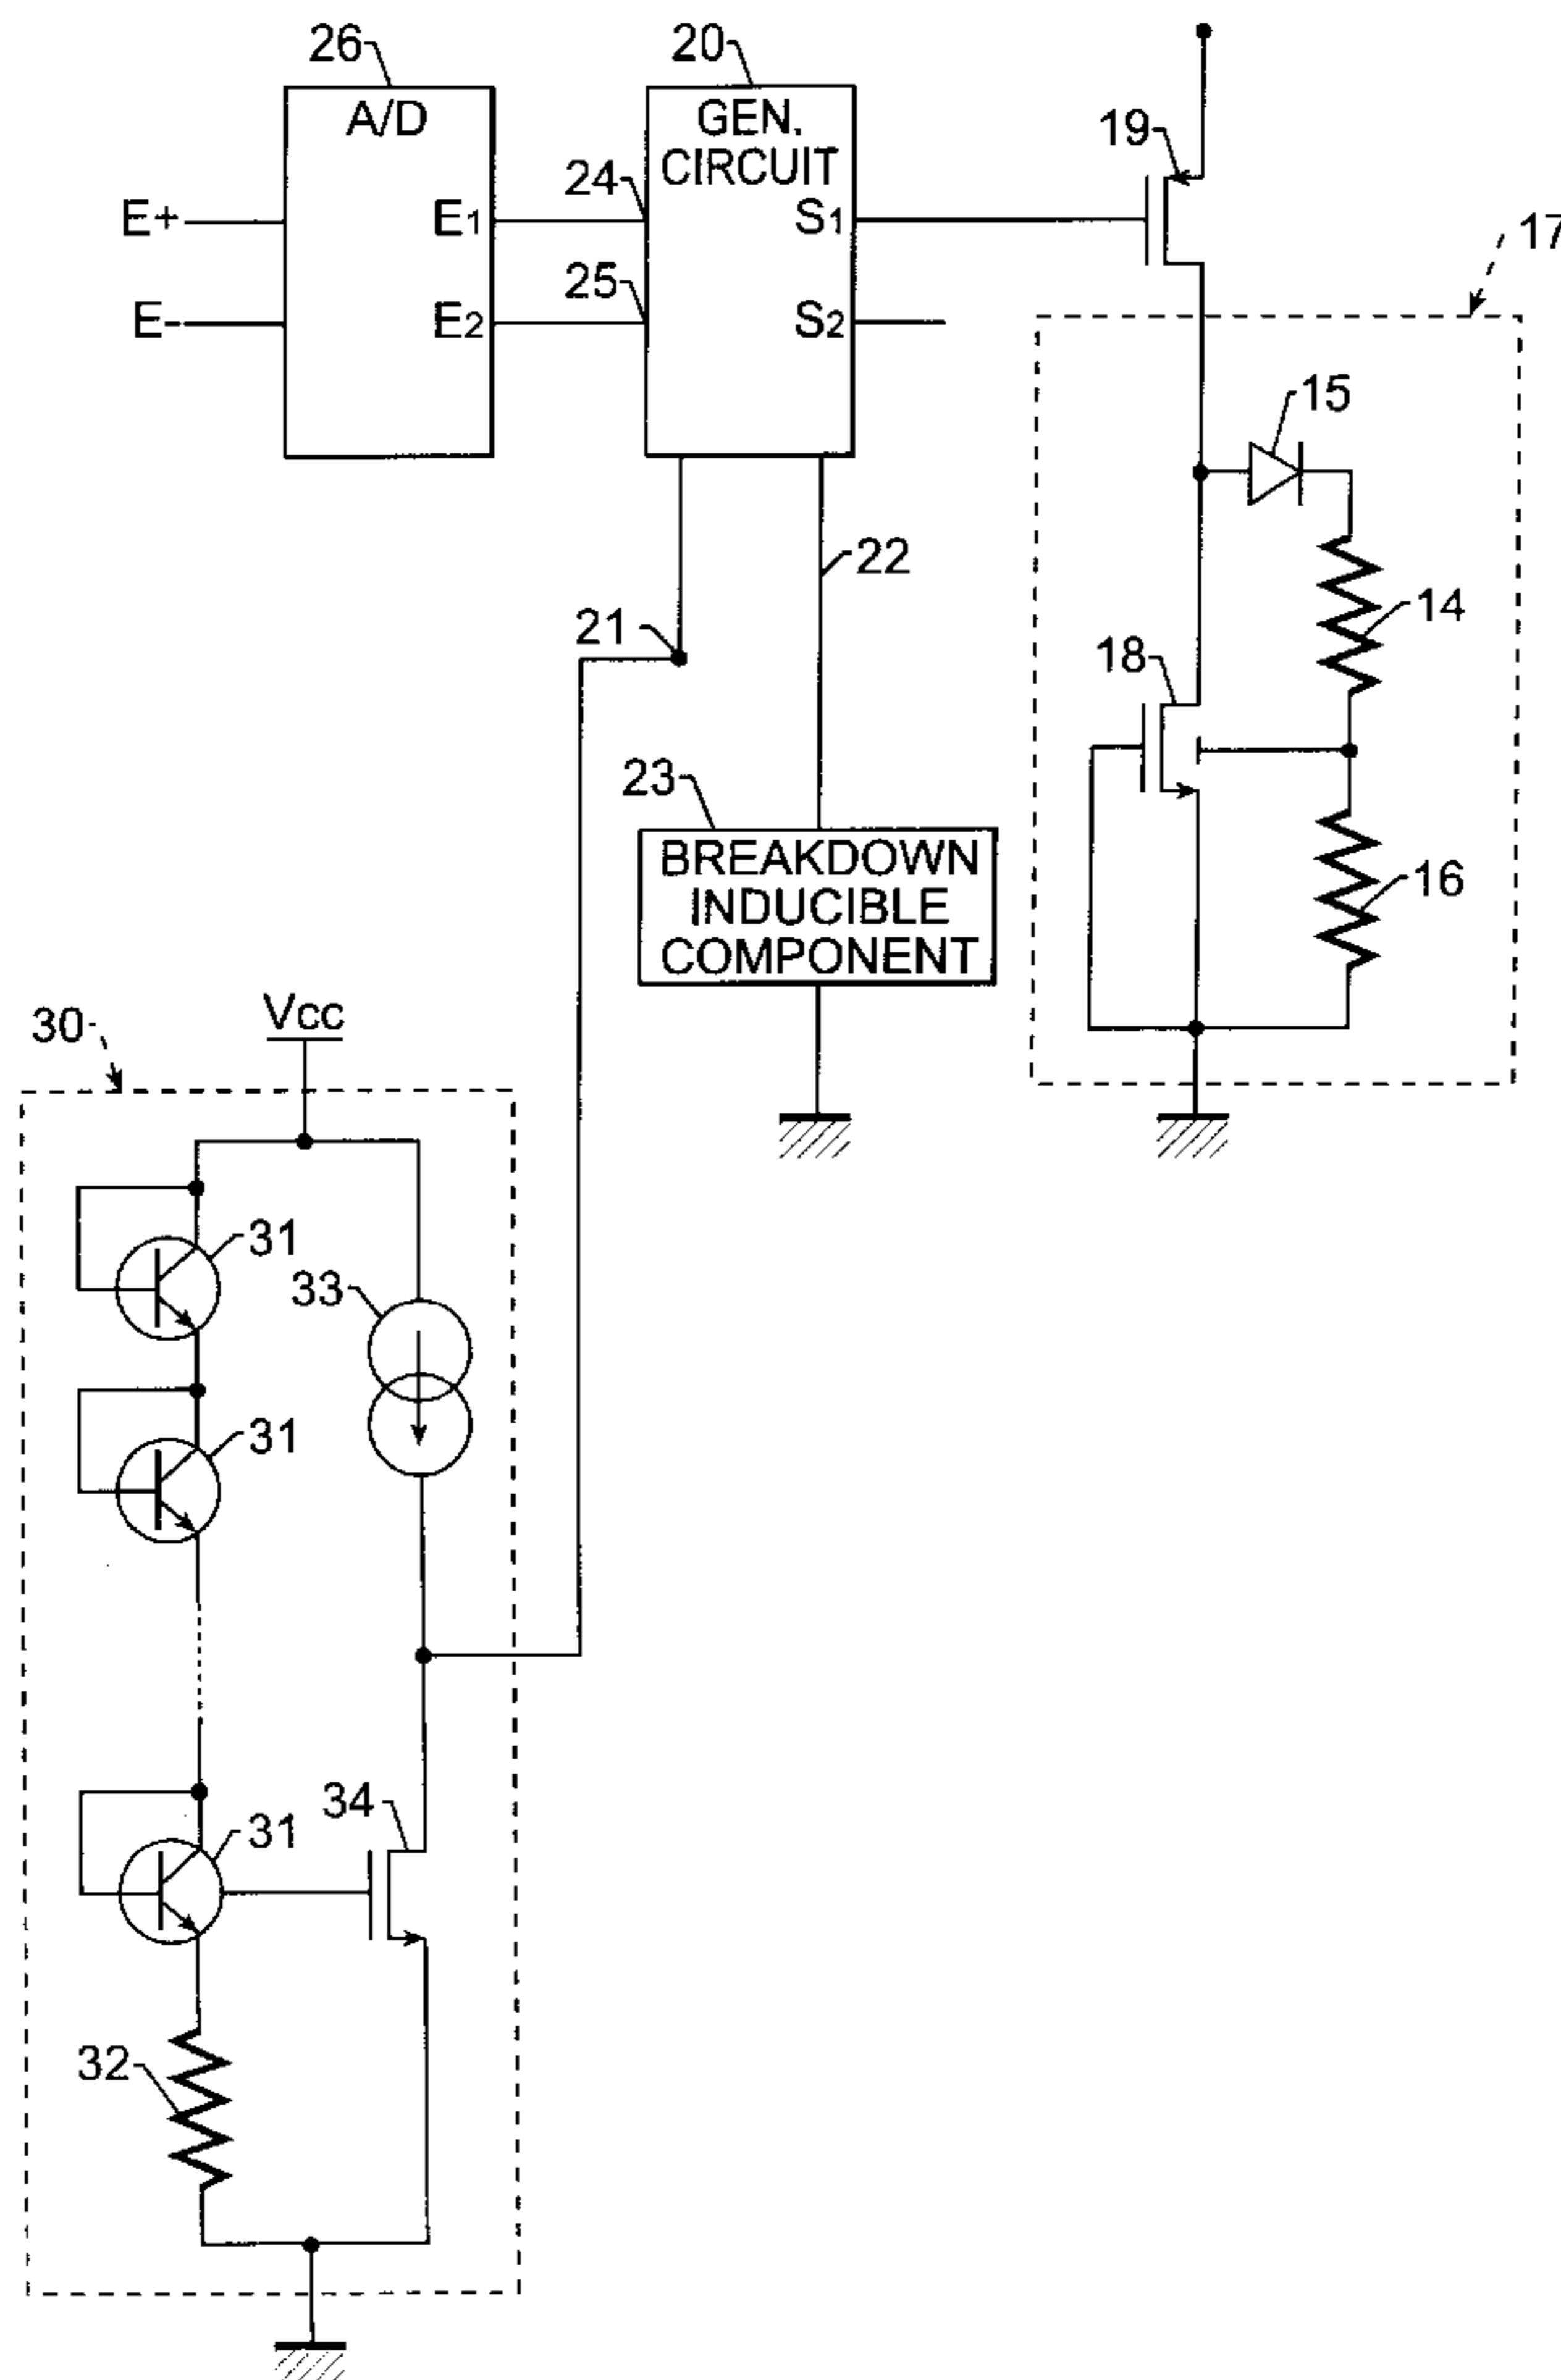 26
20
A/D
GEN.
CIRCUIT
19
24
E+
E1
S1
17
25
E-
E2
S2
15
22
14
21
18
23
BREAKDOWN
INDUCIBLE
COMPONENT
16
30
Vcc
31
33
31
34
31
32